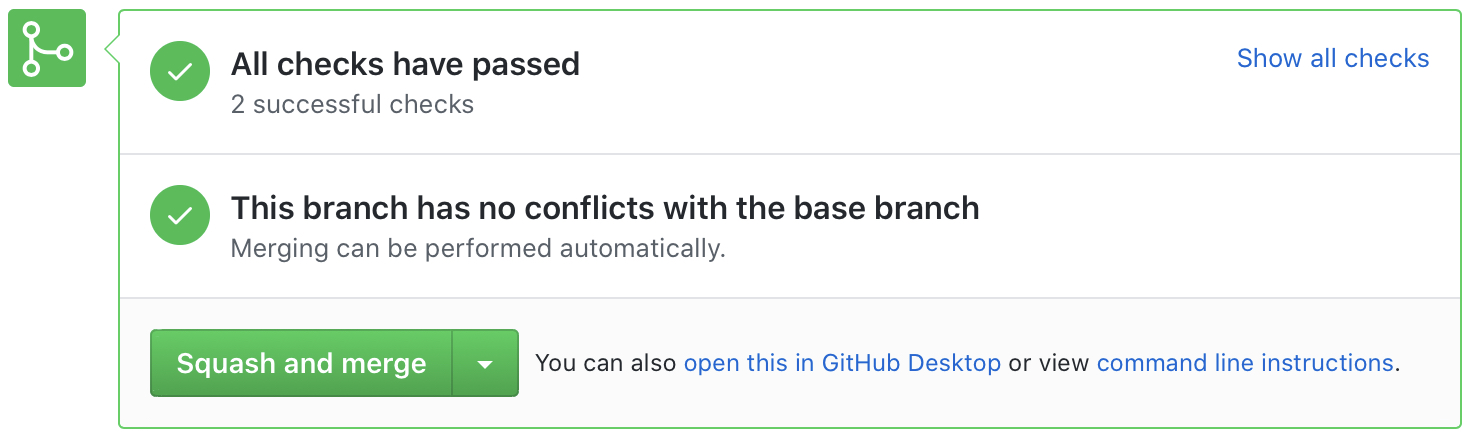 All checks have passed
Show all checks
2 successful checks
This branch has no conflicts with the base branch
Merging can be performed automatically.
Squash and merge
You can also open this in GitHub Desktop or view command line instructions.